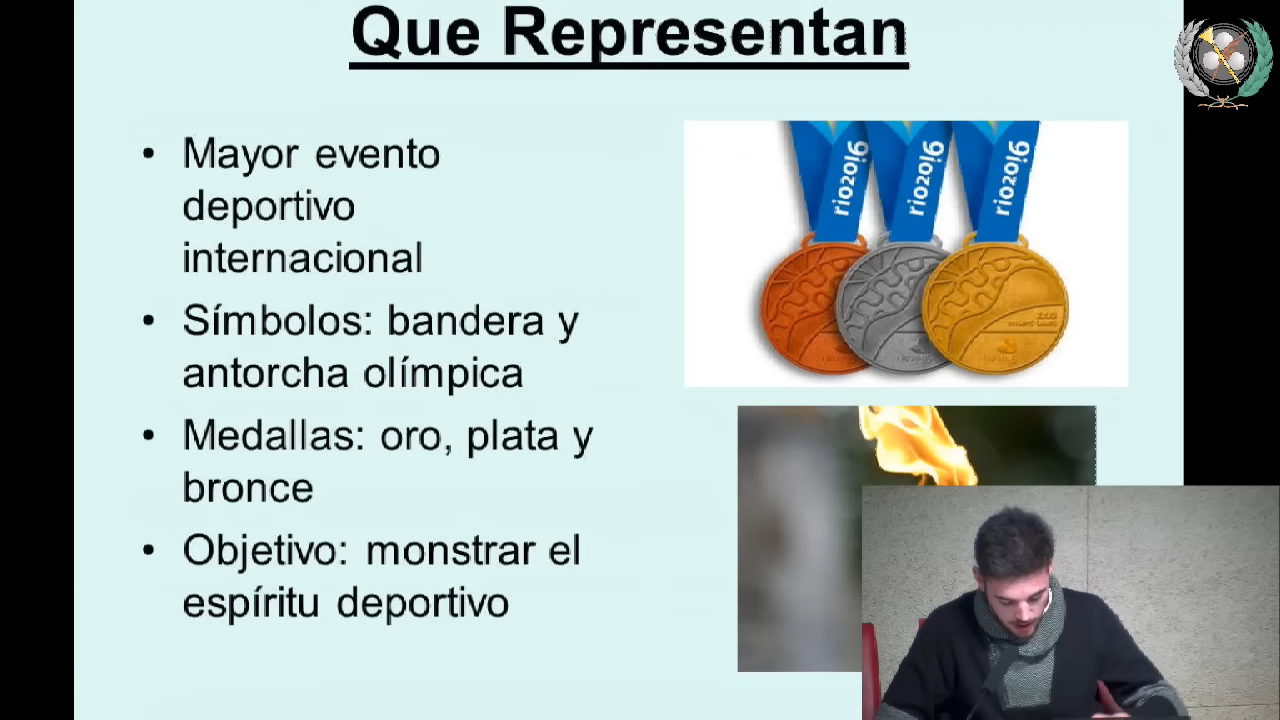 Que Representan
• Mayor evento
deportivo
internacional
• Símbolos: bandera y
antorcha olímpica
• Medallas: oro, plata y
bronce
• Objetivo: monstrar el
espíritu deportivo
rio2016
rio2016
rio2016